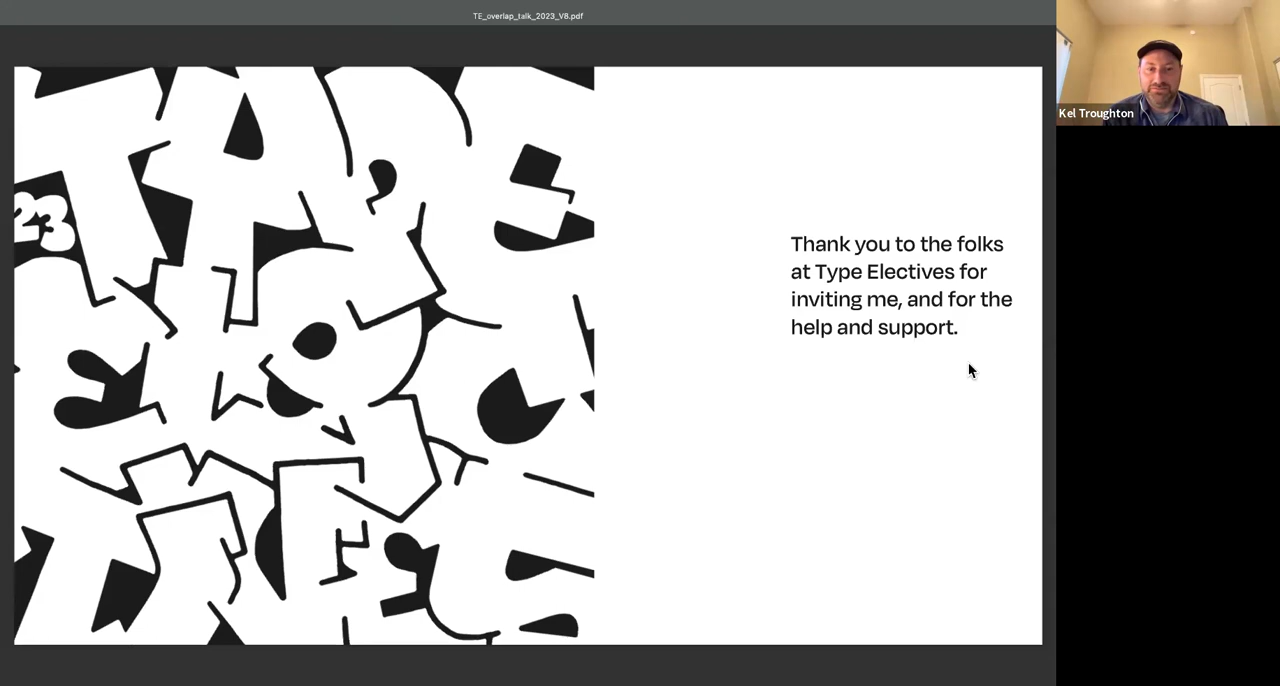 TE_overlap_talk_2023_V8.pdf
Kel Troughton
23
Thank you to the folks
at Type Electives for
inviting me, and for the
help and support.